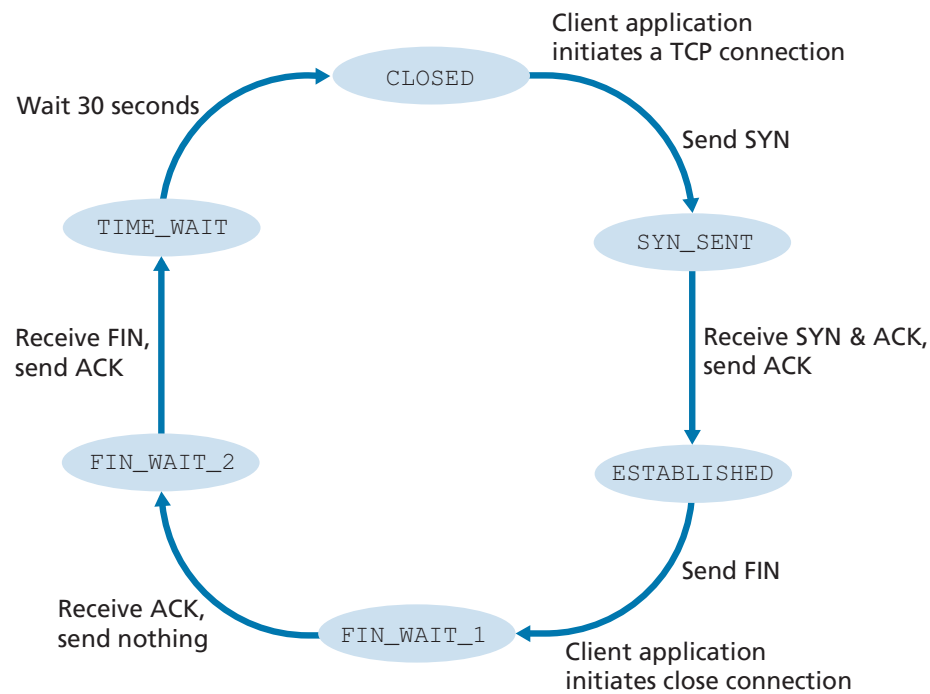 Client application
initiates a TCP connection
CLOSED
Wait 30 seconds
Send SYN
TIME_WAIT
SYN_SENT
Receive FIN,
send ACK
Receive SYN & ACK,
send ACK
FIN_WAIT_2
ESTABLISHED
Send FIN
Receive ACK,
send nothing
FIN_WAIT_1
Client application
initiates close connection